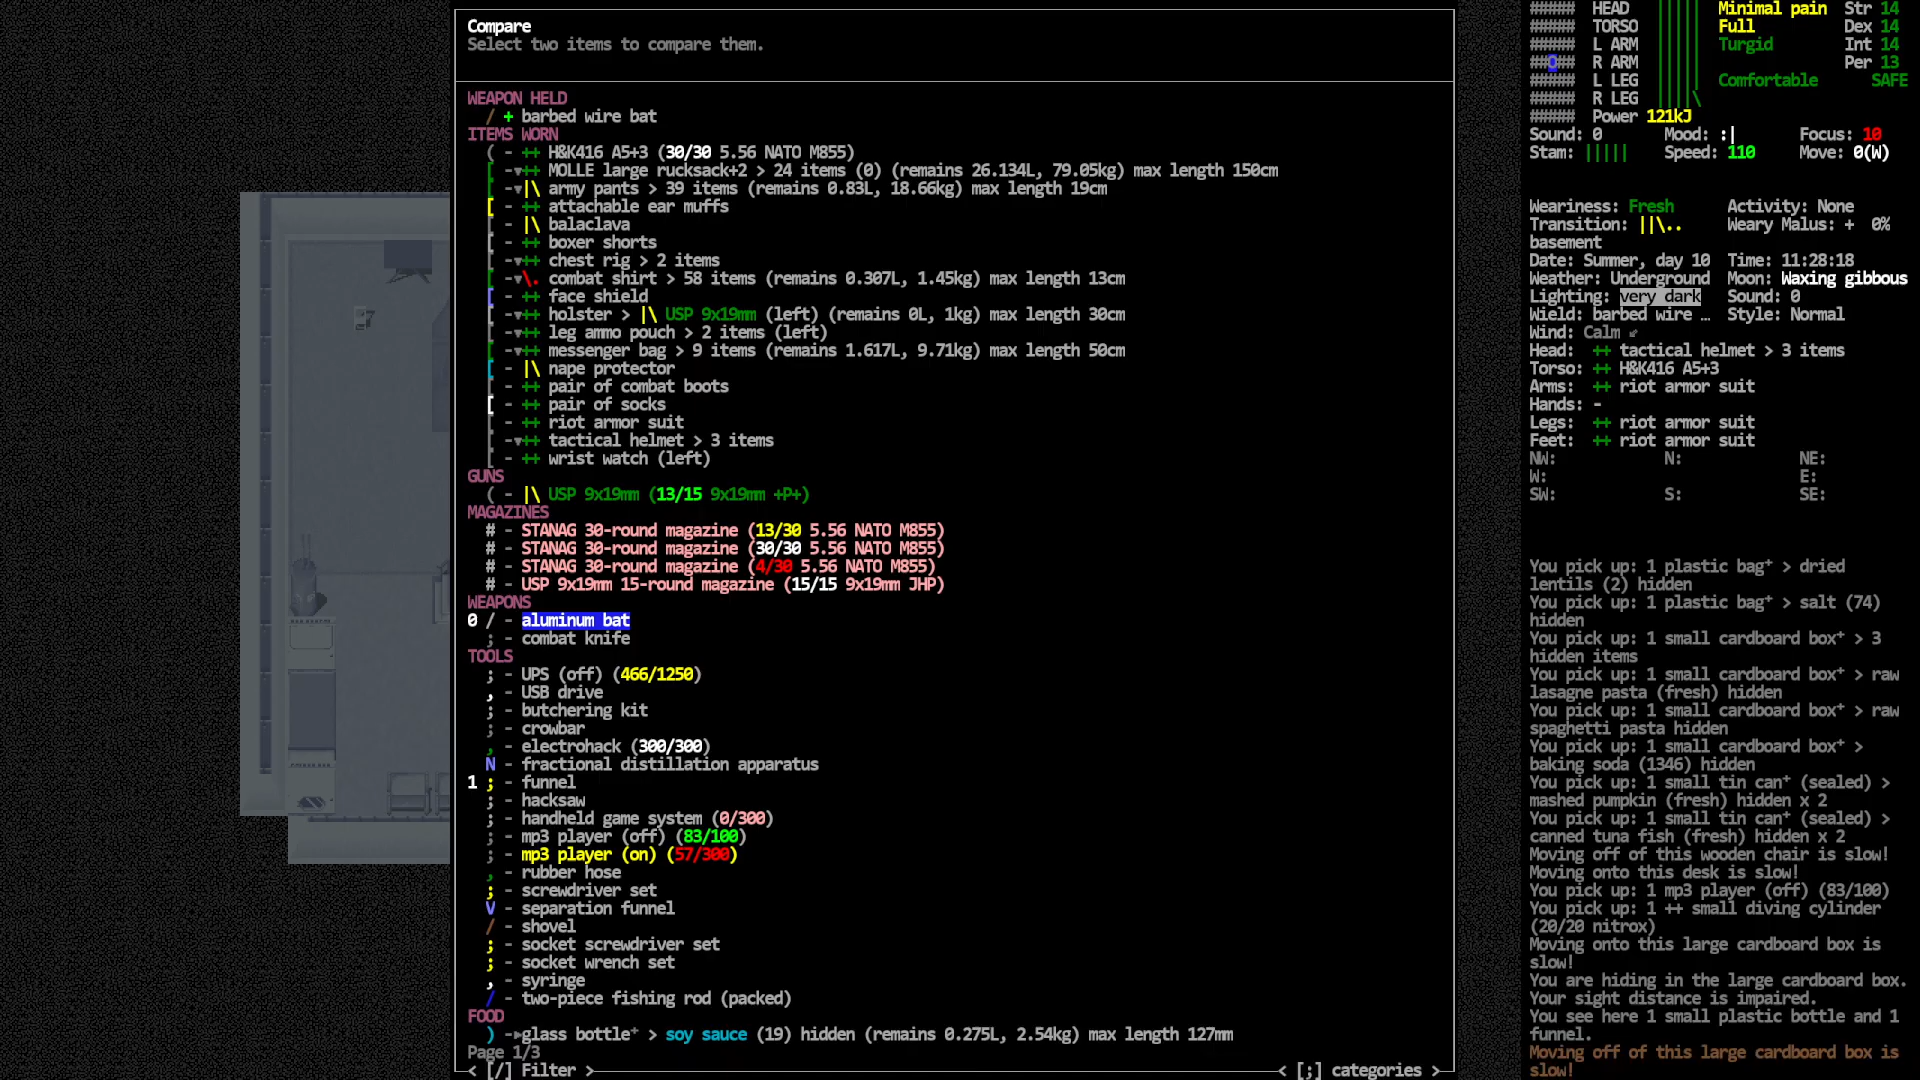 Compare
Select two items to compare them.
WEAPON HELD
/ + barbed wire bat
ITEMS WORN
( - ++ H&K416 A5+3 (30/30 5.56 NATO M855)
[ -▾++ MOLLE large rucksack+2 > 24 items (0) (remains 26.134L, 79.05kg) max length 150cm
[ -▾|\ army pants > 39 items (remains 0.83L, 18.66kg) max length 19cm
[ - ++ attachable ear muffs
[ - |\ balaclava
[ - ++ boxer shorts
[ -▾++ chest rig > 2 items
[ -▾\. combat shirt > 58 items (remains 0.307L, 1.45kg) max length 13cm
[ - ++ face shield
[ -▾++ holster > |\ USP 9x19mm (left) (remains 0L, 1kg) max length 30cm
[ -▾++ leg ammo pouch > 2 items (left)
[ -▾++ messenger bag > 9 items (remains 1.617L, 9.71kg) max length 50cm
[ - |\ nape protector
[ - ++ pair of combat boots
[ - ++ pair of socks
[ - ++ riot armor suit
[ -▾++ tactical helmet > 3 items
[ - ++ wrist watch (left)
GUNS
( - |\ USP 9x19mm (13/15 9x19mm +P+)
MAGAZINES
# - STANAG 30-round magazine (13/30 5.56 NATO M855)
# - STANAG 30-round magazine (30/30 5.56 NATO M855)
# - STANAG 30-round magazine (4/30 5.56 NATO M855)
# - USP 9x19mm 15-round magazine (15/15 9x19mm JHP)
WEAPONS
0 / - aluminum bat
; - combat knife
TOOLS
; - UPS (off) (466/1250)
, - USB drive
; - butchering kit
; - crowbar
, - electrohack (300/300)
N - fractional distillation apparatus
1 ; - funnel
; - hacksaw
; - handheld game system (0/300)
; - mp3 player (off) (83/100)
; - mp3 player (on) (57/300)
, - rubber hose
; - screwdriver set
V - separation funnel
/ - shovel
; - socket screwdriver set
; - socket wrench set
, - syringe
/ - two-piece fishing rod (packed)
FOOD
) -▸glass bottle⁺ > soy sauce (19) hidden (remains 0.275L, 2.54kg) max length 127mm
Page 1/3
< [/] Filter >
< [;] categories >
###### HEAD |||| Minimal pain Str 14
###### TORSO |||| Full Dex 14
###### L ARM |||| Turgid Int 14
###### R ARM |||| Per 13
###### L LEG |||| Comfortable SAFE
###### R LEG |||\
###### Power 121kJ
Sound: 0 Mood: :| Focus: 10
Stam: ||||| Speed: 110 Move: 0(W)
Weariness: Fresh Activity: None
Transition: ||\.. Weary Malus: + 0%
basement
Date: Summer, day 10 Time: 11:28:18
Weather: Underground Moon: Waxing gibbous
Lighting: very dark Sound: 0
Wield: barbed wire … Style: Normal
Wind: Calm ↙
Head: ++ tactical helmet > 3 items
Torso: ++ H&K416 A5+3
Arms: ++ riot armor suit
Hands: -
Legs: ++ riot armor suit
Feet: ++ riot armor suit
NW: N: NE:
W: E:
SW: S: SE:
You pick up: 1 plastic bag⁺ > dried
lentils (2) hidden
You pick up: 1 plastic bag⁺ > salt (74)
hidden
You pick up: 1 small cardboard box⁺ > 3
hidden items
You pick up: 1 small cardboard box⁺ > raw
lasagne pasta (fresh) hidden
You pick up: 1 small cardboard box⁺ > raw
spaghetti pasta hidden
You pick up: 1 small cardboard box⁺ >
baking soda (1346) hidden
You pick up: 1 small tin can⁺ (sealed) >
mashed pumpkin (fresh) hidden x 2
You pick up: 1 small tin can⁺ (sealed) >
canned tuna fish (fresh) hidden x 2
Moving off of this wooden chair is slow!
Moving onto this desk is slow!
You pick up: 1 mp3 player (off) (83/100)
You pick up: 1 ++ small diving cylinder
(20/20 nitrox)
Moving onto this large cardboard box is
slow!
You are hiding in the large cardboard box.
Your sight distance is impaired.
You see here 1 small plastic bottle and 1
funnel.
Moving off of this large cardboard box is
slow!